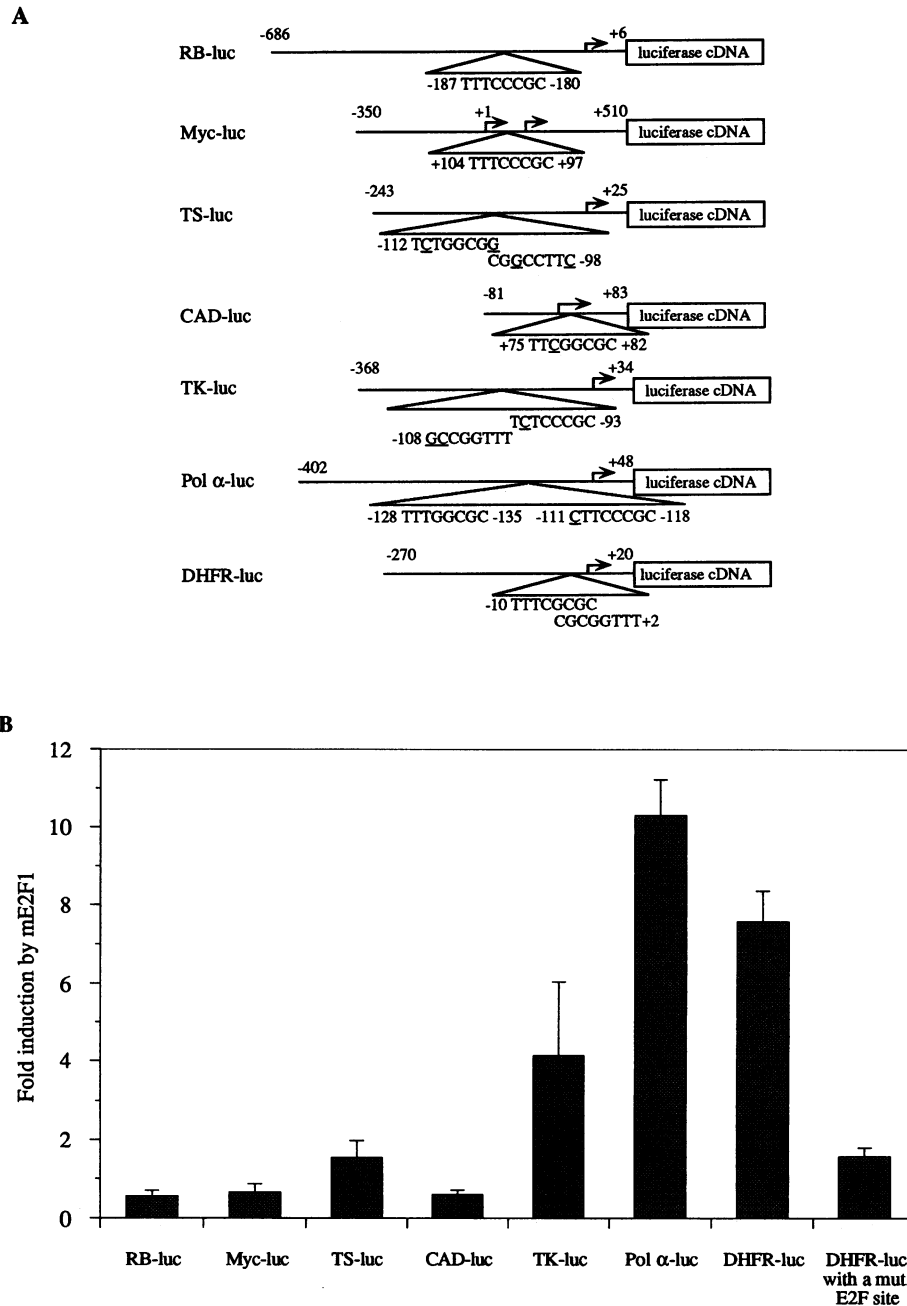 A
RB-luc
-686
+6
luciferase cDNA
-187 TTTCCCGC -180
Myc-luc
-350
+1
+510
luciferase cDNA
+104 TTTCCCGC +97
TS-luc
-243
+25
luciferase cDNA
-112 TCTGGCGG
CGGCCTTC -98
CAD-luc
-81
+83
luciferase cDNA
+75 TTCGGCGC +82
TK-luc
-368
+34
luciferase cDNA
TCTCCCGC -93
-108 GCCGGTTT
Pol α-luc
-402
+48
luciferase cDNA
-128 TTTGGCGC -135 -111 CTTCCCGC -118
DHFR-luc
-270
+20
luciferase cDNA
-10 TTTCGCGC
CGCGGTTT+2
B
Fold induction by mE2F1
12
10
8
6
4
2
0
RB-luc
Myc-luc
TS-luc
CAD-luc
TK-luc
Pol α-luc
DHFR-luc
DHFR-luc
with a mut.
E2F site